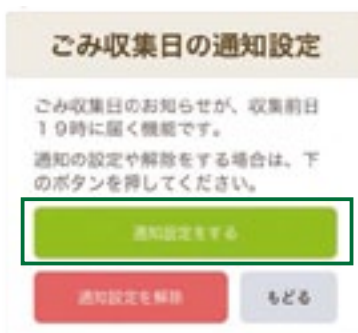 ごみ収集日の通知設定
ごみ収集日のお知らせが、収集前日
19時に届く機能です。
通知の設定や解除をする場合は、下
のボタンを押してください。
通知設定をする
通知設定を解除
もどる